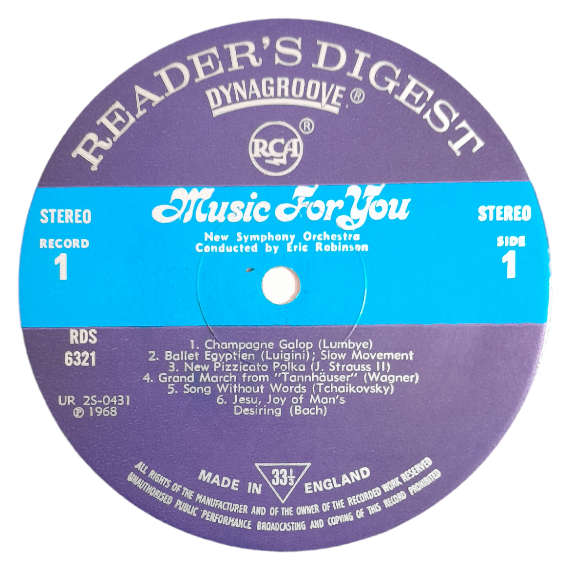 READER'S DIGEST
DYNAGROOVE ®
RCA ®
Music For You
STEREO
STEREO
New Symphony Orchestra
Conducted by Eric Robinson
RECORD
1
SIDE
1
RDS
6321
1. Champagne Galop (Lumbye)
2. Ballet Egyptien (Luigini); Slow Movement
3. New Pizzicato Polka (J. Strauss II)
4. Grand March from "Tannhäuser" (Wagner)
5. Song Without Words (Tchaikovsky)
6. Jesu, Joy of Man's
Desiring (Bach)
UR 2S-0431
℗ 1968
MADE IN 33⅓ ENGLAND
ALL RIGHTS OF THE MANUFACTURER AND OF THE OWNER OF THE RECORDED WORK RESERVED
UNAUTHORISED PUBLIC PERFORMANCE BROADCASTING AND COPYING OF THIS RECORD PROHIBITED